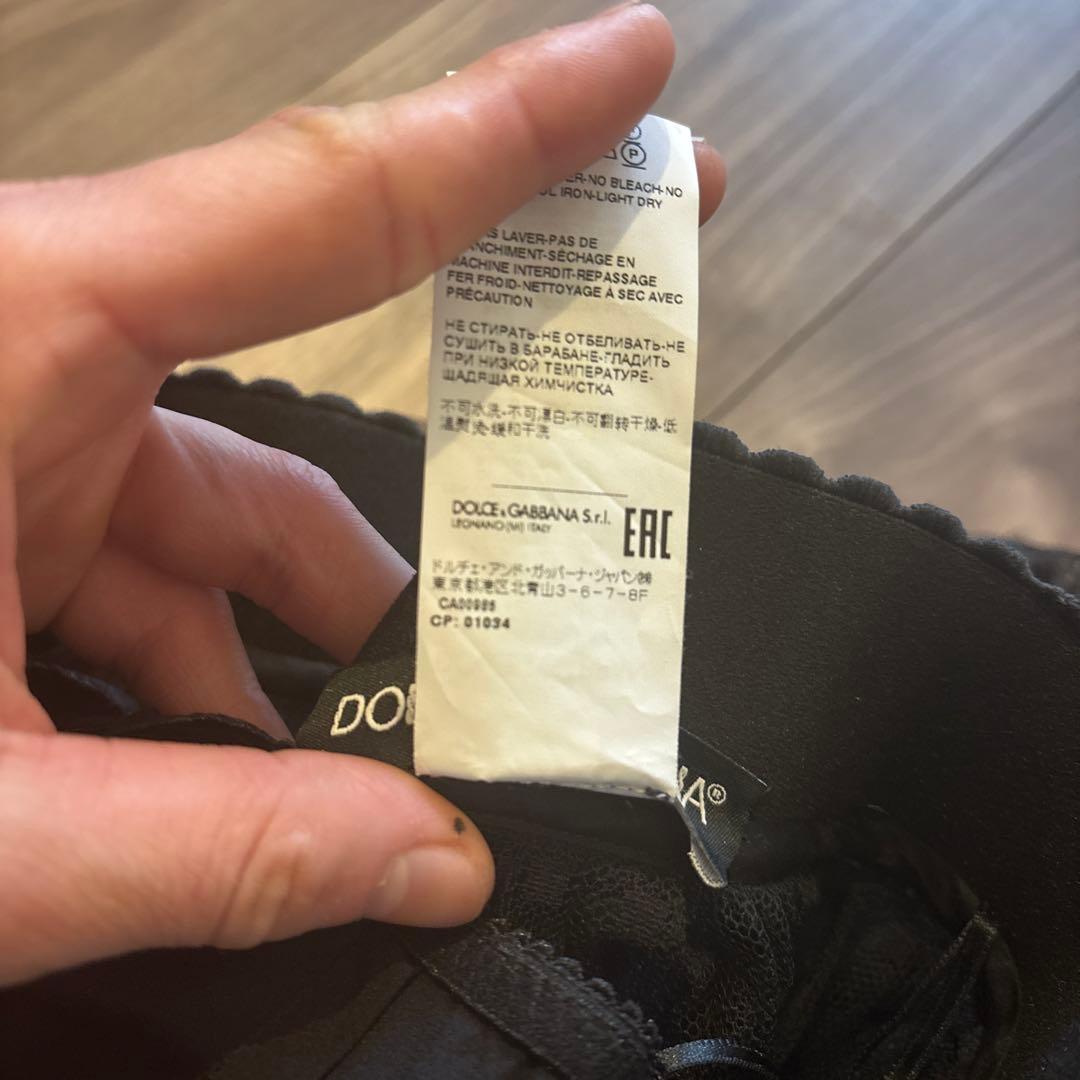 P
ER-NO BLEACH-NO
OL IRON-LIGHT DRY
AS LAVER-PAS DE
ANCHIMENT-SÉCHAGE EN
MACHINE INTERDIT-REPASSAGE
FER FROID-NETTOYAGE À SEC AVEC
PRÉCAUTION
НЕ СТИРАТЬ-НЕ ОТБЕЛИВАТЬ-НЕ
СУШИТЬ В БАРАБАНЕ-ГЛАДИТЬ
ПРИ НИЗКОЙ ТЕМПЕРАТУРЕ-
ЩАДЯЩАЯ ХИМЧИСТКА
不可水洗-不可漂白-不可翻转干燥-低
温熨烫-缓和干洗
DOLCE & GABBANA S.r.l.
LEGNANO (MI) ITALY
EAC
ドルチェ・アンド・ガッバーナ・ジャパン㈱
東京都港区北青山3-6-7-8F
CA00985
CP: 01034
DO
A®